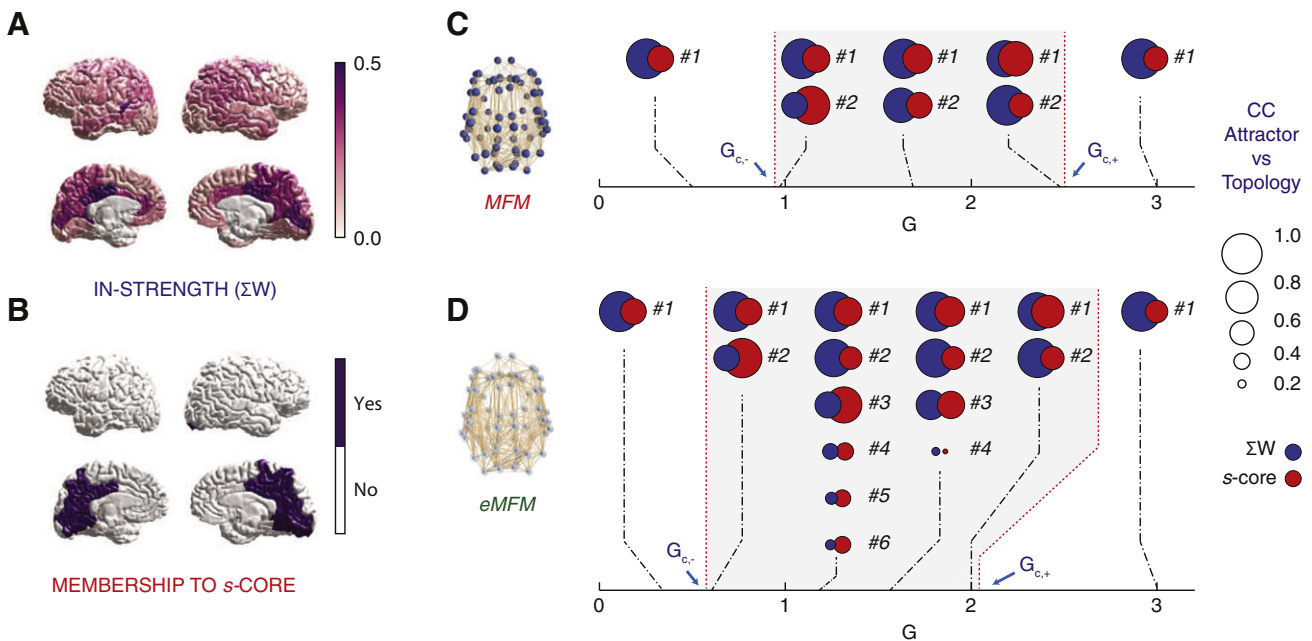 A
0.5
0.0
IN-STRENGTH (ΣW)
B
Yes
No
MEMBERSHIP TO s-CORE
C
MFM
#1
#1
#1
#1
#1
#2
#2
#2
Gc,-
Gc,+
0
1
2
3
G
D
eMFM
#1
#1
#1
#1
#1
#1
#2
#2
#2
#2
#3
#3
#4
#4
#5
#6
Gc,-
Gc,+
0
1
2
3
G
CC
Attractor
vs
Topology
1.0
0.8
0.6
0.4
0.2
ΣW
s-core